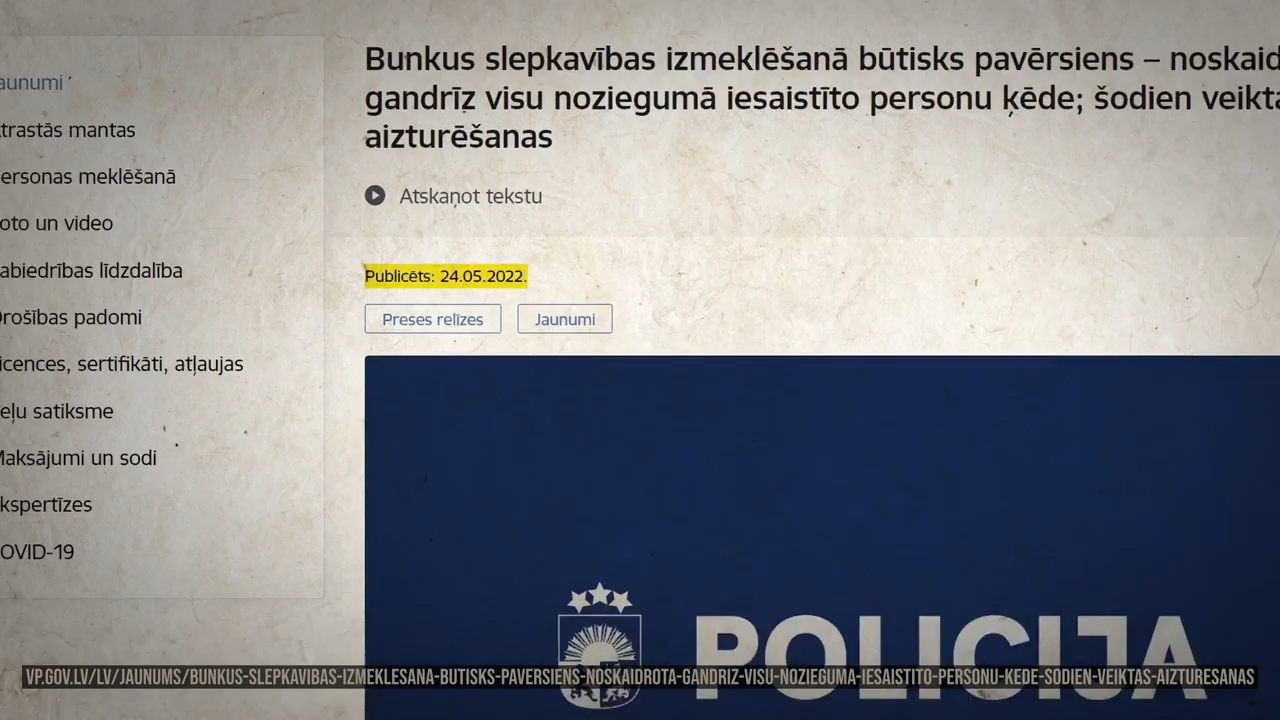 Bunkus slepkavības izmeklēšanā būtisks pavērsiens – noskaid
gandrīz visu noziegumā iesaistīto personu ķēde; šodien veikta
aizturēšanas
Atskaņot tekstu
Publicēts: 24.05.2022.
Preses relīzes
Jaunumi
aunumi
trastās mantas
ersonas meklēšanā
oto un video
abiedrības līdzdalība
rošības padomi
icences, sertifikāti, atļaujas
eļu satiksme
Maksājumi un sodi
kspertīzes
OVID-19
POLICIJA
VP.GOV.LV/LV/JAUNUMS/BUNKUS-SLEPKAVIBAS-IZMEKLESANA-BUTISKS-PAVERSIENS-NOSKAIDROTA-GANDRIZ-VISU-NOZIEGUMA-IESAISTITO-PERSONU-KEDE-SODIEN-VEIKTAS-AIZTURESANAS